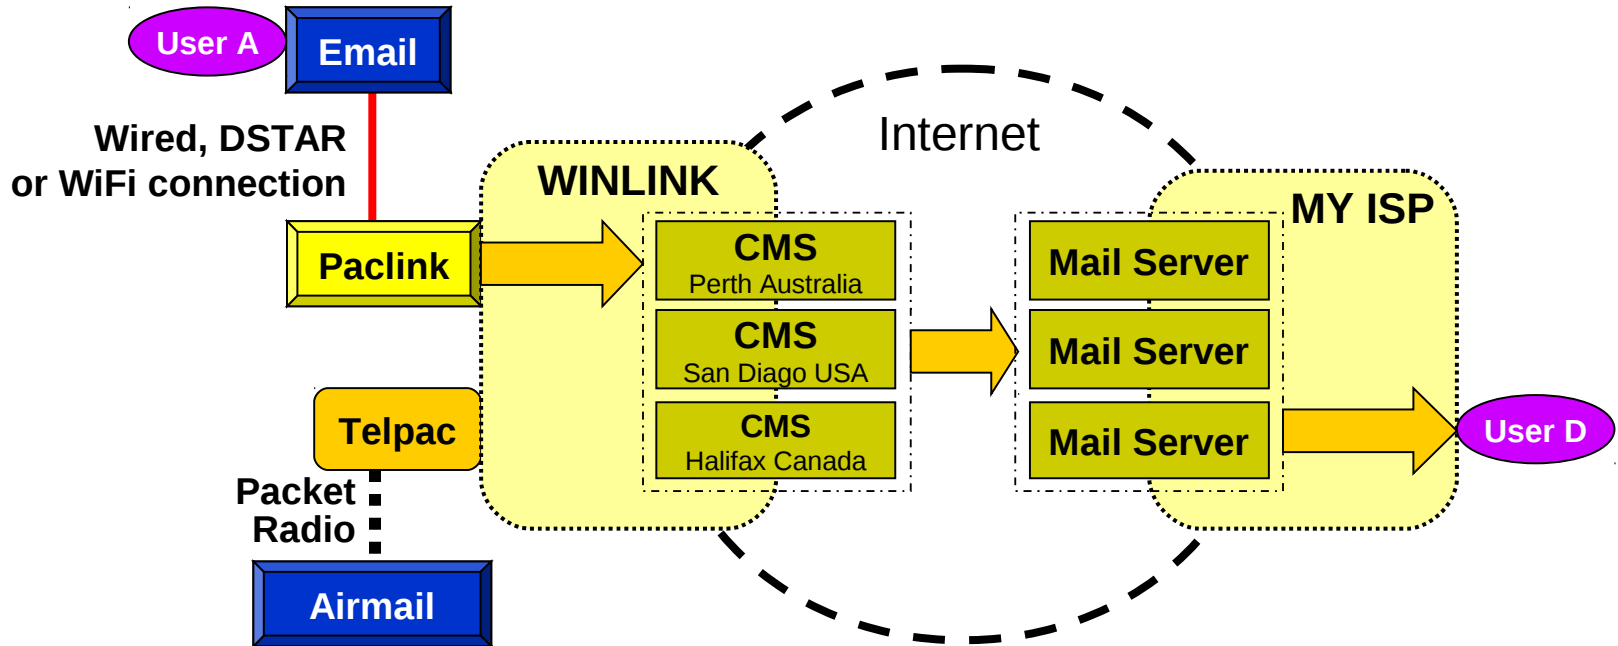 User A
Email
Wired, DSTAR
or WiFi connection
Internet
WINLINK
MY ISP
Paclink
CMS
Perth Australia
Mail Server
CMS
San Diago USA
Mail Server
Telpac
CMS
Halifax Canada
Mail Server
User D
Packet
Radio
Airmail